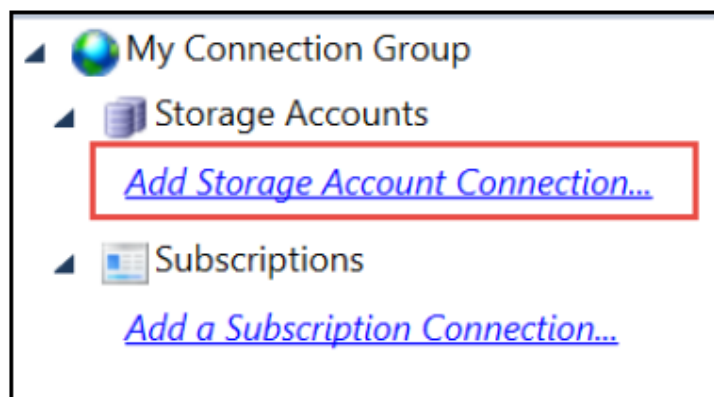 My Connection Group
Storage Accounts
Add Storage Account Connection...
Subscriptions
Add a Subscription Connection...